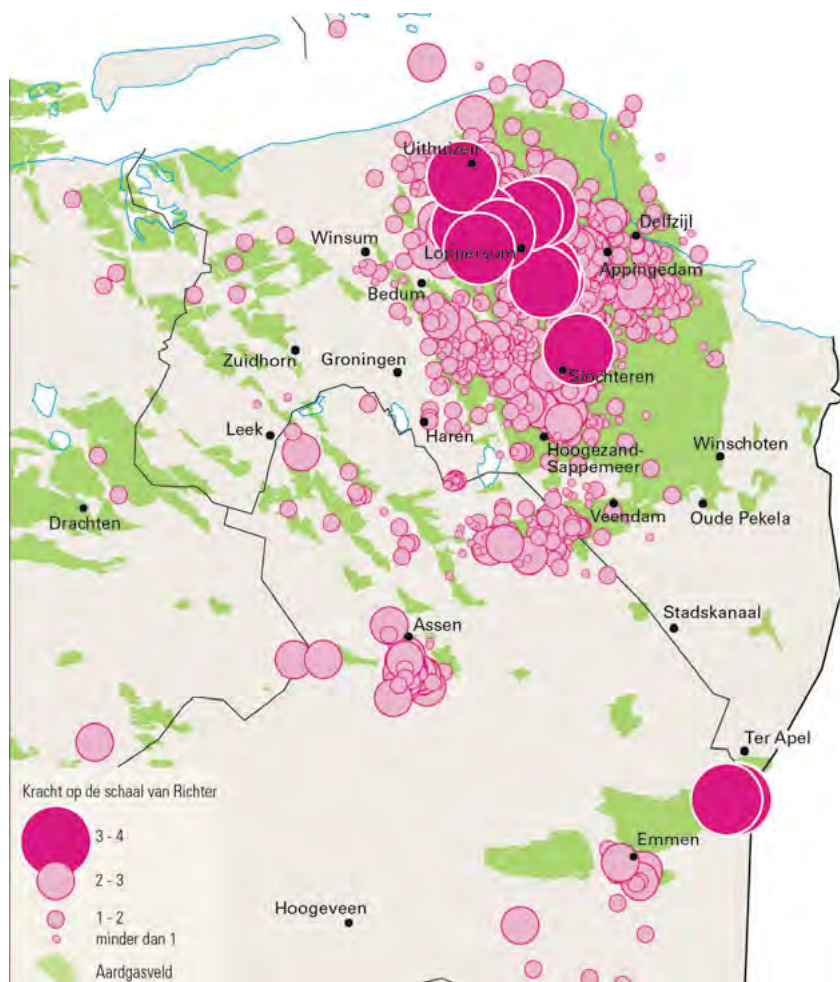 Uithuizen
Delfzijl
Winsum
Loppersum
Appingedam
Bedum
Zuidhorn
Groningen
Slochteren
Leek
Haren
Hoogezand-
Sappemeer
Winschoten
Drachten
Veendam
Oude Pekela
Assen
Stadskanaal
Ter Apel
Kracht op de schaal van Richter
3 - 4
2 - 3
Emmen
1 - 2
Hoogeveen
minder dan 1
Aardgasveld